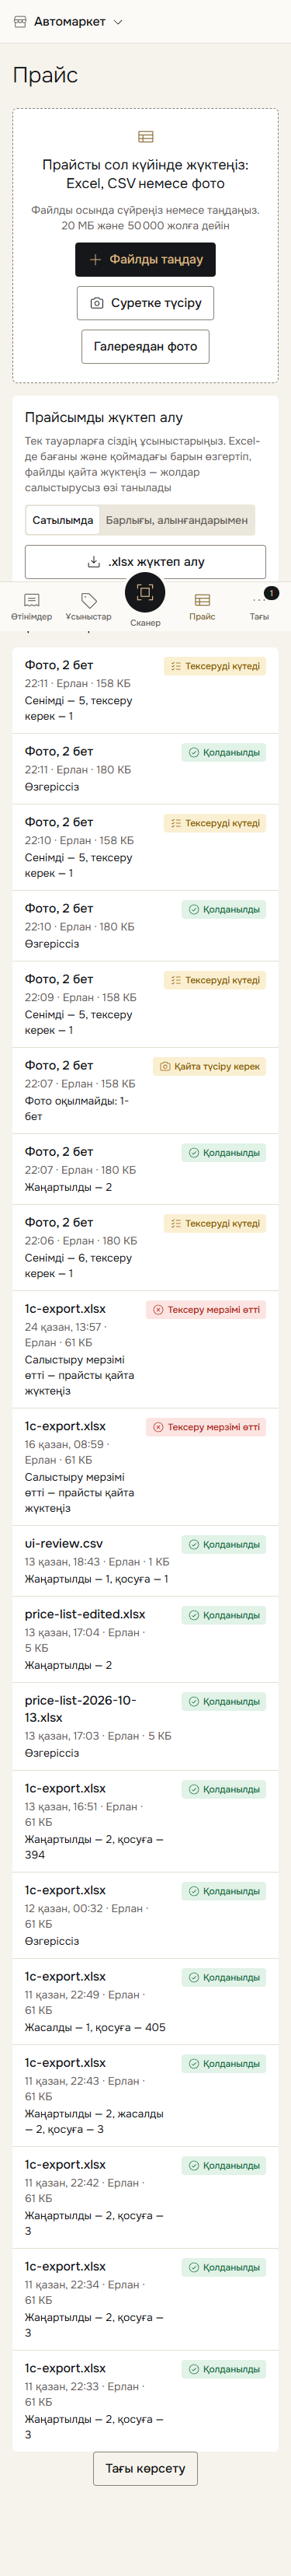 Автомаркет
Прайс
Прайсты сол күйінде жүктеңіз:
Excel, CSV немесе фото
Файлды осында сүйреңіз немесе таңдаңыз.
20 МБ және 50 000 жолға дейін
Файлды таңдау
Суретке түсіру
Галереядан фото
Прайсымды жүктеп алу
Тек тауарларға сіздің ұсыныстарыңыз. Excel-
де бағаны және қоймадағы барын өзгертіп,
файлды қайта жүктеңіз — жолдар
салыстырусыз өзі танылады
Сатылымда
Барлығы, алынғандарымен
.xlsx жүктеп алу
Өтінімдер
Ұсыныстар
Сканер
Прайс
Тағы
1
Фото, 2 бет
Тексеруді күтеді
22:11 · Ерлан · 158 КБ
Сенімді — 5, тексеру
керек — 1
Фото, 2 бет
Қолданылды
22:11 · Ерлан · 180 КБ
Өзгеріссіз
Фото, 2 бет
Тексеруді күтеді
22:10 · Ерлан · 158 КБ
Сенімді — 5, тексеру
керек — 1
Фото, 2 бет
Қолданылды
22:10 · Ерлан · 180 КБ
Өзгеріссіз
Фото, 2 бет
Тексеруді күтеді
22:09 · Ерлан · 158 КБ
Сенімді — 5, тексеру
керек — 1
Фото, 2 бет
Қайта түсіру керек
22:07 · Ерлан · 158 КБ
Фото оқылмайды: 1-
бет
Фото, 2 бет
Қолданылды
22:07 · Ерлан · 180 КБ
Жаңартылды — 2
Фото, 2 бет
Тексеруді күтеді
22:06 · Ерлан · 180 КБ
Сенімді — 6, тексеру
керек — 1
1c-export.xlsx
Тексеру мерзімі өтті
24 қазан, 13:57 ·
Ерлан · 61 КБ
Салыстыру мерзімі
өтті — прайсты қайта
жүктеңіз
1c-export.xlsx
Тексеру мерзімі өтті
16 қазан, 08:59 ·
Ерлан · 61 КБ
Салыстыру мерзімі
өтті — прайсты қайта
жүктеңіз
ui-review.csv
Қолданылды
13 қазан, 18:43 · Ерлан · 1 КБ
Жаңартылды — 1, қосуға — 1
price-list-edited.xlsx
Қолданылды
13 қазан, 17:04 · Ерлан ·
5 КБ
Жаңартылды — 2
price-list-2026-10-
13.xlsx
Қолданылды
13 қазан, 17:03 · Ерлан · 5 КБ
Өзгеріссіз
1c-export.xlsx
Қолданылды
13 қазан, 16:51 · Ерлан ·
61 КБ
Жаңартылды — 2, қосуға —
394
1c-export.xlsx
Қолданылды
12 қазан, 00:32 · Ерлан ·
61 КБ
Өзгеріссіз
1c-export.xlsx
Қолданылды
11 қазан, 22:49 · Ерлан ·
61 КБ
Жасалды — 1, қосуға — 405
1c-export.xlsx
Қолданылды
11 қазан, 22:43 · Ерлан ·
61 КБ
Жаңартылды — 2, жасалды
— 2, қосуға — 3
1c-export.xlsx
Қолданылды
11 қазан, 22:42 · Ерлан ·
61 КБ
Жаңартылды — 2, қосуға —
3
1c-export.xlsx
Қолданылды
11 қазан, 22:34 · Ерлан ·
61 КБ
Жаңартылды — 2, қосуға —
3
1c-export.xlsx
Қолданылды
11 қазан, 22:33 · Ерлан ·
61 КБ
Жаңартылды — 2, қосуға —
3
Тағы көрсету